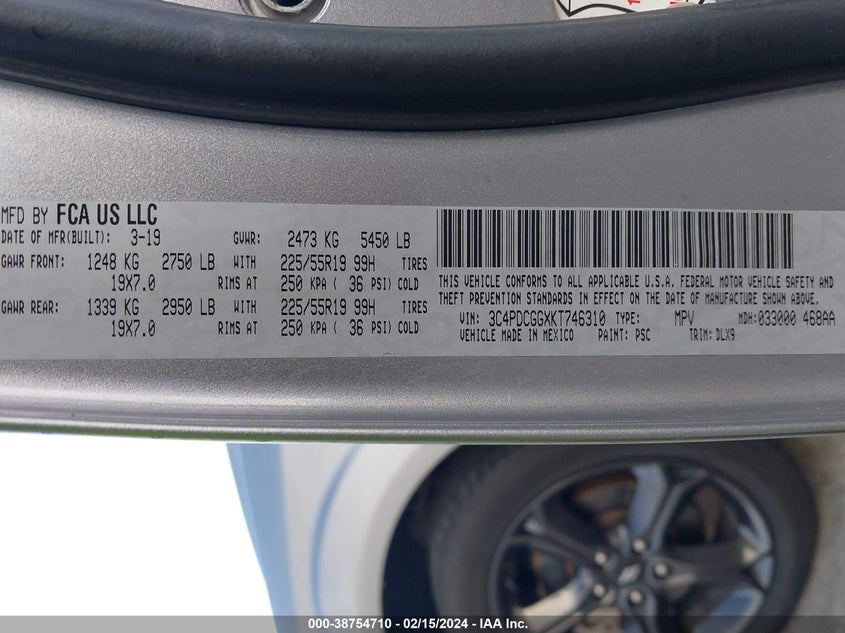 MFD BY FCA US LLC
DATE OF MFR(BUILT): 3-19 GVWR: 2473 KG 5450 LB
GAWR FRONT: 1248 KG 2750 LB WITH 225/55R19 99H TIRES
19X7.0 RIMS AT 250 KPA ( 36 PSI) COLD
GAWR REAR: 1339 KG 2950 LB WITH 225/55R19 99H TIRES
19X7.0 RIMS AT 250 KPA ( 36 PSI) COLD
THIS VEHICLE CONFORMS TO ALL APPLICABLE U.S.A. FEDERAL MOTOR VEHICLE SAFETY AND
THEFT PREVENTION STANDARDS IN EFFECT ON THE DATE OF MANUFACTURE SHOWN ABOVE.
VIN: 3C4PDCGGXKT746310 TYPE: MPV MDH:033000 468AA
VEHICLE MADE IN MEXICO PAINT: PSC TRIM: DLX9
000-38754710 - 02/15/2024 - IAA Inc.